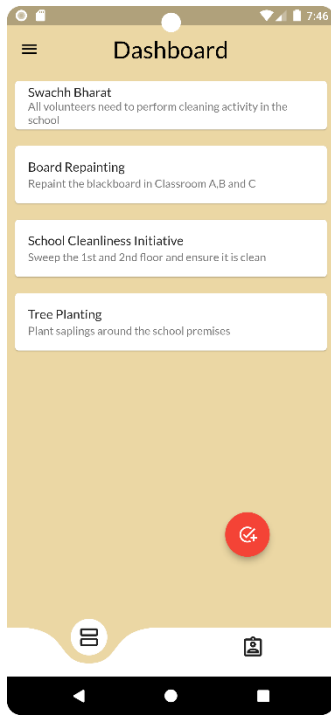 7:46
Dashboard
Swachh Bharat
All volunteers need to perform cleaning activity in the
school
Board Repainting
Repaint the blackboard in Classroom A,B and C
School Cleanliness Initiative
Sweep the 1st and 2nd floor and ensure it is clean
Tree Planting
Plant saplings around the school premises